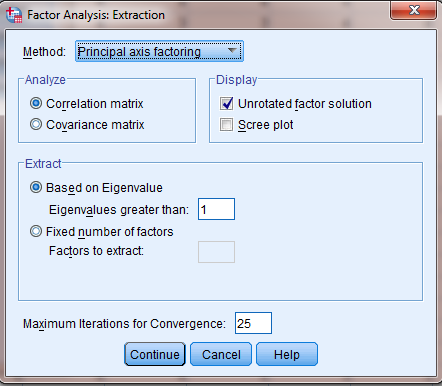 Factor Analysis: Extraction
Method: Principal axis factoring
Analyze
Correlation matrix
Covariance matrix
Display
Unrotated factor solution
Scree plot
Extract
Based on Eigenvalue
Eigenvalues greater than: 1
Fixed number of factors
Factors to extract:
Maximum Iterations for Convergence: 25
Continue Cancel Help